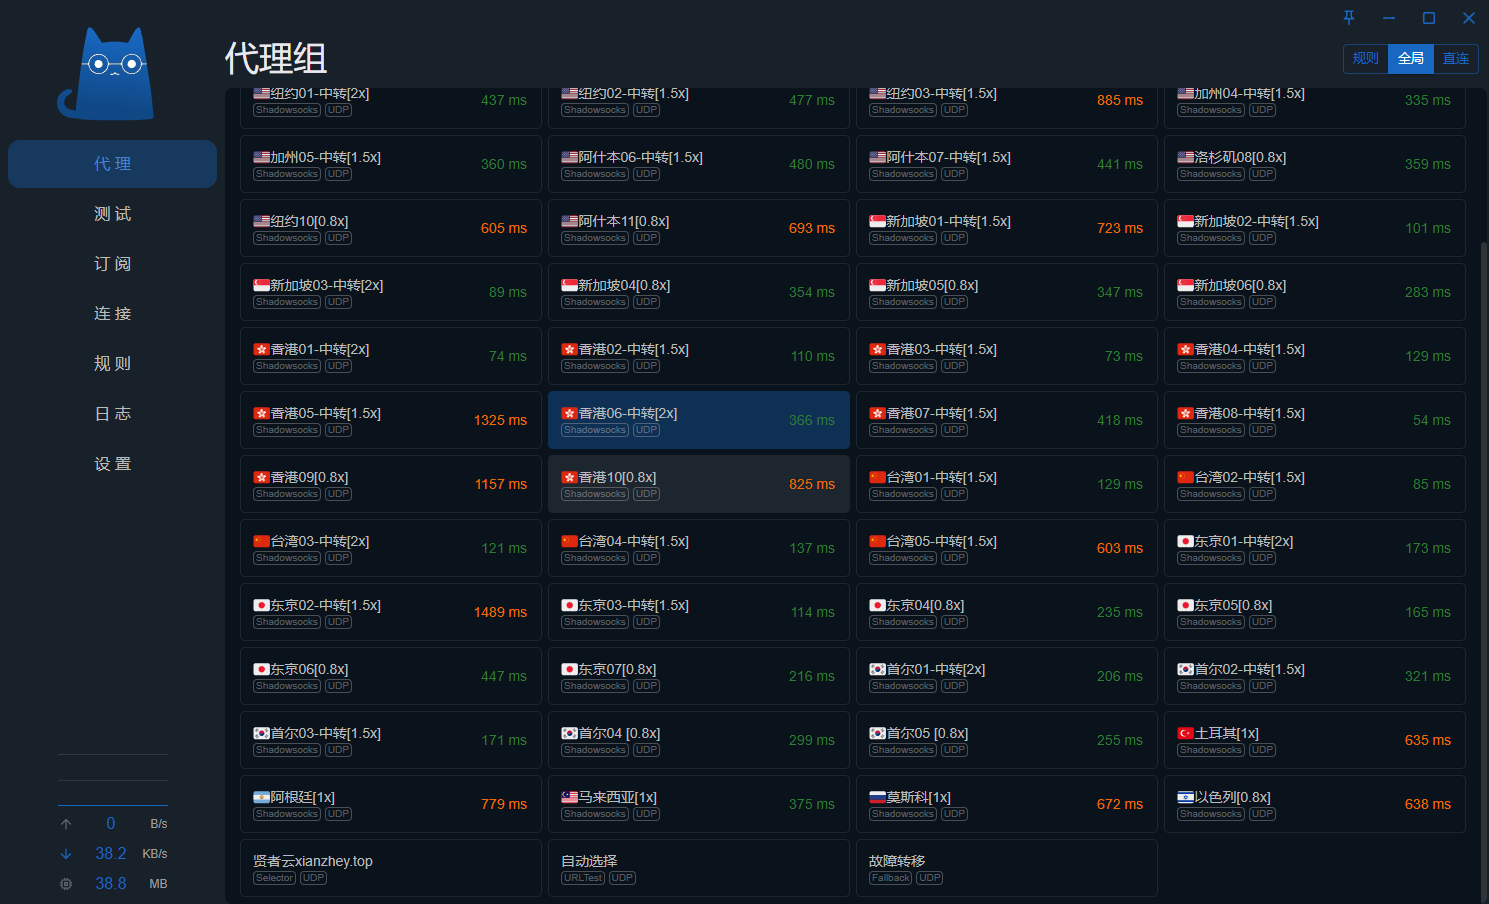 代理组
规则 全局 直连
代 理
测 试
订 阅
连 接
规 则
日 志
设 置
0 B/s
38.2 KB/s
38.8 MB
纽约01-中转[2x] 437 ms
Shadowsocks UDP
纽约02-中转[1.5x] 477 ms
Shadowsocks UDP
纽约03-中转[1.5x] 885 ms
Shadowsocks UDP
加州04-中转[1.5x] 335 ms
Shadowsocks UDP
加州05-中转[1.5x] 360 ms
Shadowsocks UDP
阿什本06-中转[1.5x] 480 ms
Shadowsocks UDP
阿什本07-中转[1.5x] 441 ms
Shadowsocks UDP
洛杉矶08[0.8x] 359 ms
Shadowsocks UDP
纽约10[0.8x] 605 ms
Shadowsocks UDP
阿什本11[0.8x] 693 ms
Shadowsocks UDP
新加坡01-中转[1.5x] 723 ms
Shadowsocks UDP
新加坡02-中转[1.5x] 101 ms
Shadowsocks UDP
新加坡03-中转[2x] 89 ms
Shadowsocks UDP
新加坡04[0.8x] 354 ms
Shadowsocks UDP
新加坡05[0.8x] 347 ms
Shadowsocks UDP
新加坡06[0.8x] 283 ms
Shadowsocks UDP
香港01-中转[2x] 74 ms
Shadowsocks UDP
香港02-中转[1.5x] 110 ms
Shadowsocks UDP
香港03-中转[1.5x] 73 ms
Shadowsocks UDP
香港04-中转[1.5x] 129 ms
Shadowsocks UDP
香港05-中转[1.5x] 1325 ms
Shadowsocks UDP
香港06-中转[2x] 366 ms
Shadowsocks UDP
香港07-中转[1.5x] 418 ms
Shadowsocks UDP
香港08-中转[1.5x] 54 ms
Shadowsocks UDP
香港09[0.8x] 1157 ms
Shadowsocks UDP
香港10[0.8x] 825 ms
Shadowsocks UDP
台湾01-中转[1.5x] 129 ms
Shadowsocks UDP
台湾02-中转[1.5x] 85 ms
Shadowsocks UDP
台湾03-中转[2x] 121 ms
Shadowsocks UDP
台湾04-中转[1.5x] 137 ms
Shadowsocks UDP
台湾05-中转[1.5x] 603 ms
Shadowsocks UDP
东京01-中转[2x] 173 ms
Shadowsocks UDP
东京02-中转[1.5x] 1489 ms
Shadowsocks UDP
东京03-中转[1.5x] 114 ms
Shadowsocks UDP
东京04[0.8x] 235 ms
Shadowsocks UDP
东京05[0.8x] 165 ms
Shadowsocks UDP
东京06[0.8x] 447 ms
Shadowsocks UDP
东京07[0.8x] 216 ms
Shadowsocks UDP
首尔01-中转[2x] 206 ms
Shadowsocks UDP
首尔02-中转[1.5x] 321 ms
Shadowsocks UDP
首尔03-中转[1.5x] 171 ms
Shadowsocks UDP
首尔04 [0.8x] 299 ms
Shadowsocks UDP
首尔05 [0.8x] 255 ms
Shadowsocks UDP
土耳其[1x] 635 ms
Shadowsocks UDP
阿根廷[1x] 779 ms
Shadowsocks UDP
马来西亚[1x] 375 ms
Shadowsocks UDP
莫斯科[1x] 672 ms
Shadowsocks UDP
以色列[0.8x] 638 ms
Shadowsocks UDP
贤者云xianzhey.top
Selector UDP
自动选择
URLTest UDP
故障转移
Fallback UDP